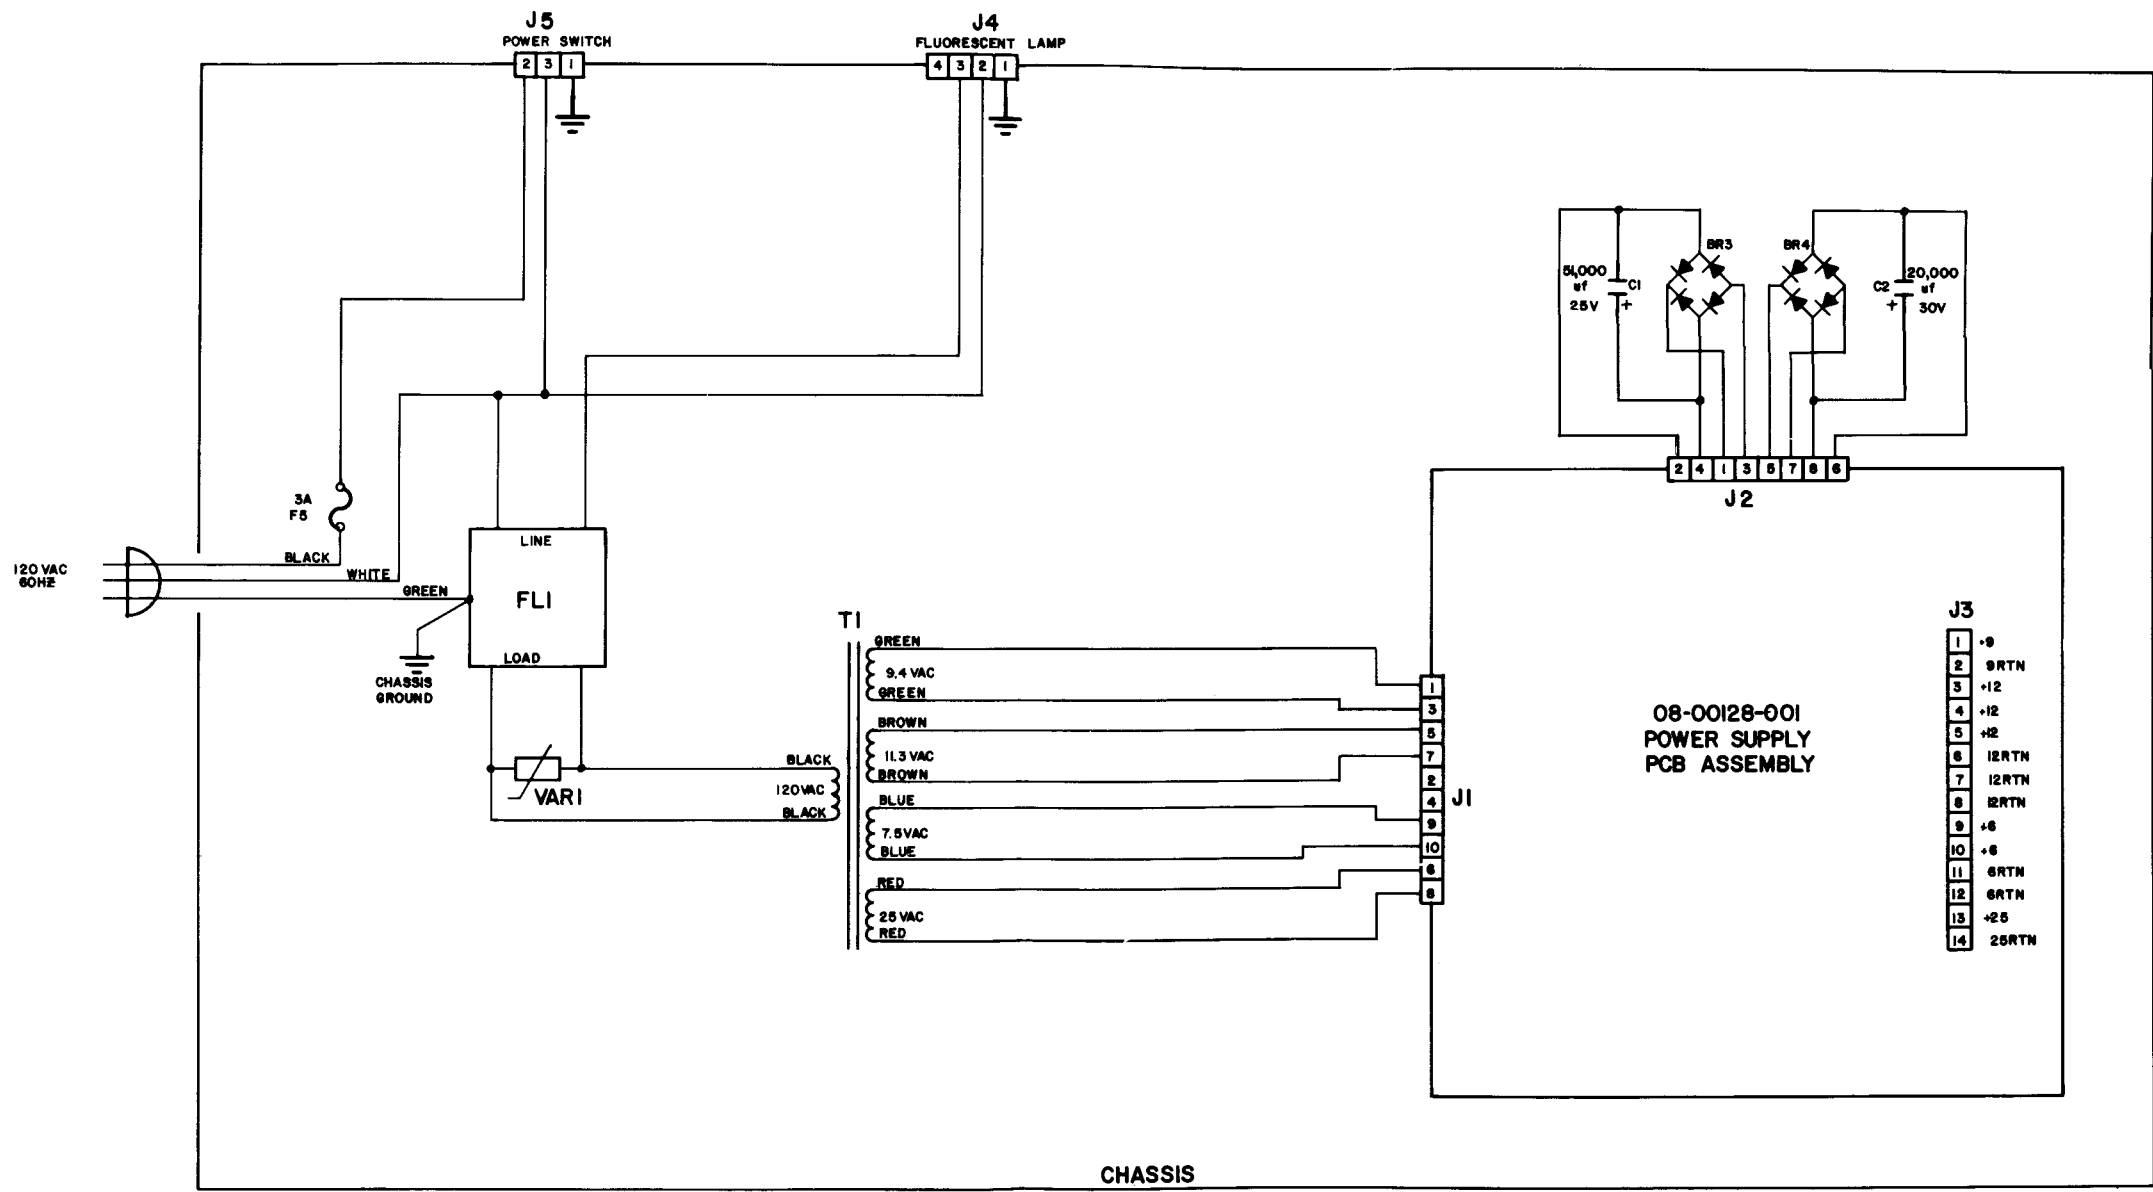 J5
POWER SWITCH
2 3 1
J4
FLUORESCENT LAMP
4 3 2 1
BR3
BR4
51,000
uf
25V
C1
+
C2
+
20,000
uf
30V
2 4 1 3 5 7 8 6
J2
3A
F5
120 VAC
60HZ
BLACK
WHITE
GREEN
LINE
FL1
LOAD
CHASSIS
GROUND
VAR1
BLACK
120VAC
BLACK
T1
GREEN
9.4 VAC
GREEN
BROWN
11.3 VAC
BROWN
BLUE
7.5VAC
BLUE
RED
25 VAC
RED
1
3
5
7
2
4
9
10
6
8
J1
08-00128-001
POWER SUPPLY
PCB ASSEMBLY
J3
1 +9
2 9RTN
3 +12
4 +12
5 +12
6 12RTN
7 12RTN
8 12RTN
9 +6
10 +6
11 6RTN
12 6RTN
13 +25
14 25RTN
CHASSIS